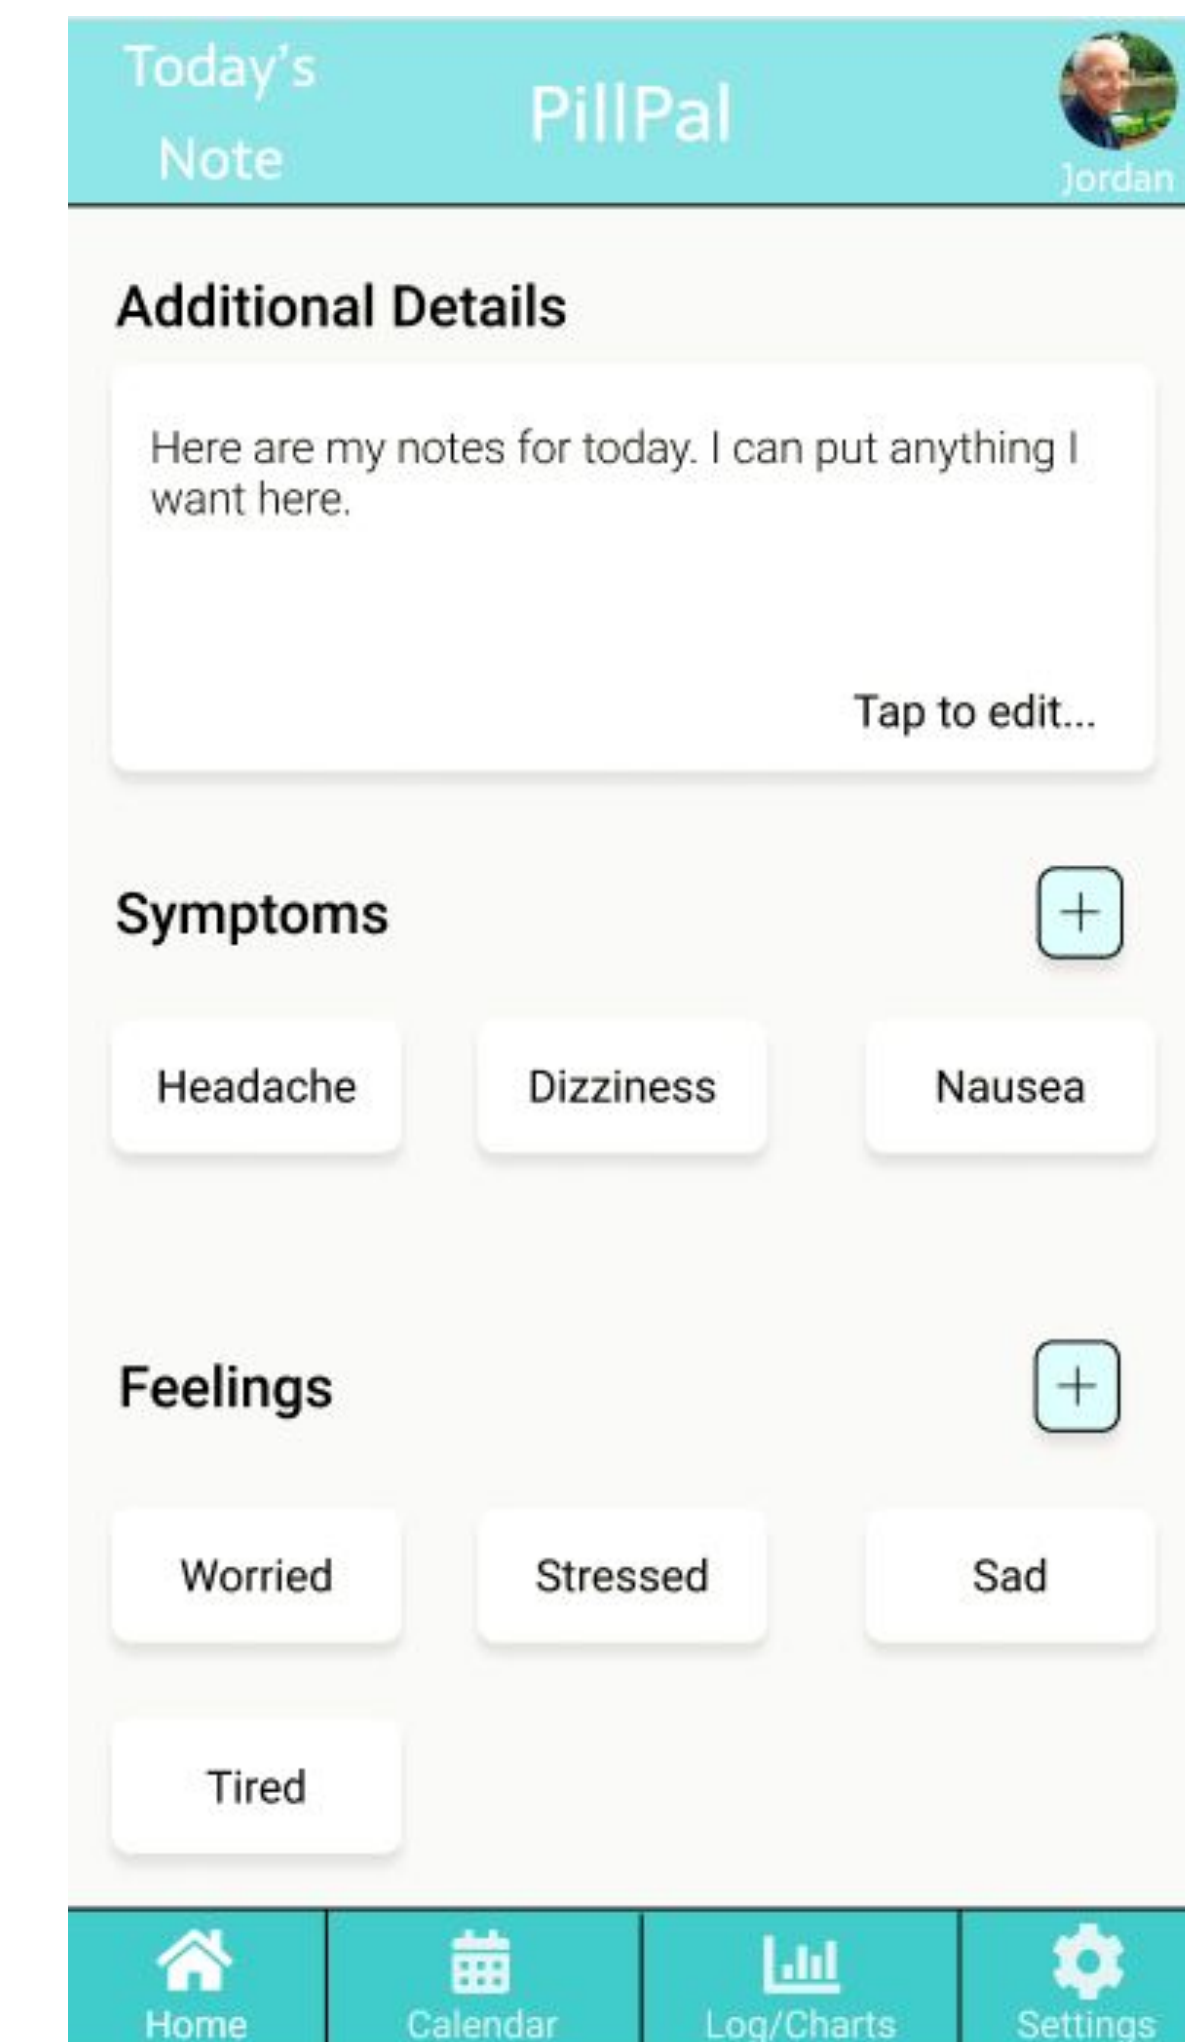 Today's
Note
PillPal
Jordan
Additional Details
Here are my notes for today. I can put anything I
want here.
Tap to edit...
Symptoms
+
Headache
Dizziness
Nausea
Feelings
+
Worried
Stressed
Sad
Tired
Home
Calendar
Log/Charts
Settings